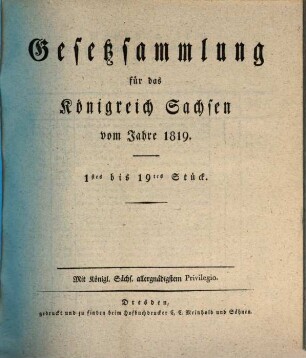 Gesetzsammlung
für das
Königreich Sachsen
vom Jahre 1819.
1stes bis 19tes Stück.
Mit Königl. Sächs. allergnädigstem Privilegio.
Dresden,
gedruckt und zu finden beim Hofbuchdrucker C. C. Meinhold und Söhnen.